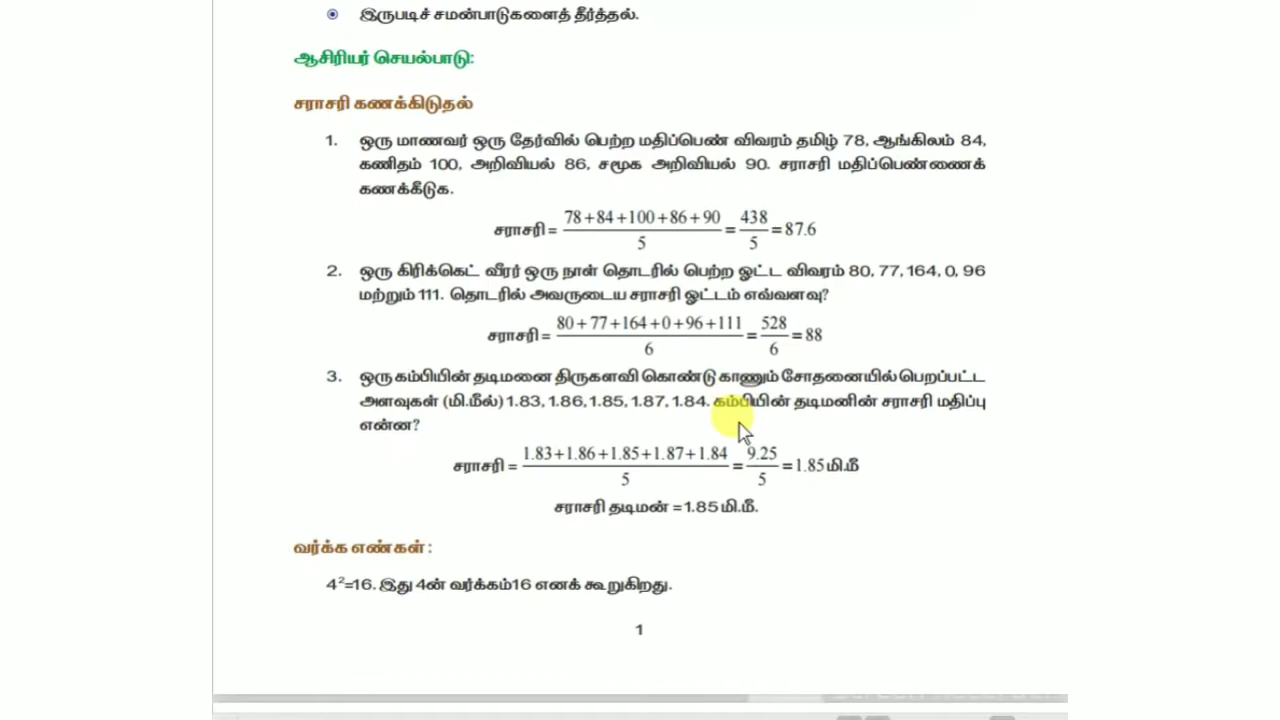 இருபடிச் சமன்பாடுகளைத் தீர்த்தல்.
ஆசிரியர் செயல்பாடு:
சராசரி கணக்கிடுதல்
1. ஒரு மாணவர் ஒரு தேர்வில் பெற்ற மதிப்பெண் விவரம் தமிழ் 78, ஆங்கிலம் 84,
கணிதம் 100, அறிவியல் 86, சமூக அறிவியல் 90. சராசரி மதிப்பெண்ணைக்
கணக்கீடுக.
சராசரி = (78+84+100+86+90)/5 = 438/5 = 87.6
2. ஒரு கிரிக்கெட் வீரர் ஒரு நாள் தொடரில் பெற்ற ஓட்ட விவரம் 80, 77, 164, 0, 96
மற்றும் 111. தொடரில் அவருடைய சராசரி ஓட்டம் எவ்வளவு?
சராசரி = (80+77+164+0+96+111)/6 = 528/6 = 88
3. ஒரு கம்பியின் தடிமனை திருகளவி கொண்டு காணும் சோதனையில் பெறப்பட்ட
அளவுகள் (மி.மீல்) 1.83, 1.86, 1.85, 1.87, 1.84. கம்பியின் தடிமனின் சராசரி மதிப்பு
என்ன?
சராசரி = (1.83+1.86+1.85+1.87+1.84)/5 = 9.25/5 = 1.85 மி.மீ
சராசரி தடிமன் = 1.85 மி.மீ.
வர்க்க எண்கள் :
4²=16. இது 4ன் வர்க்கம்16 எனக் கூறுகிறது.
1